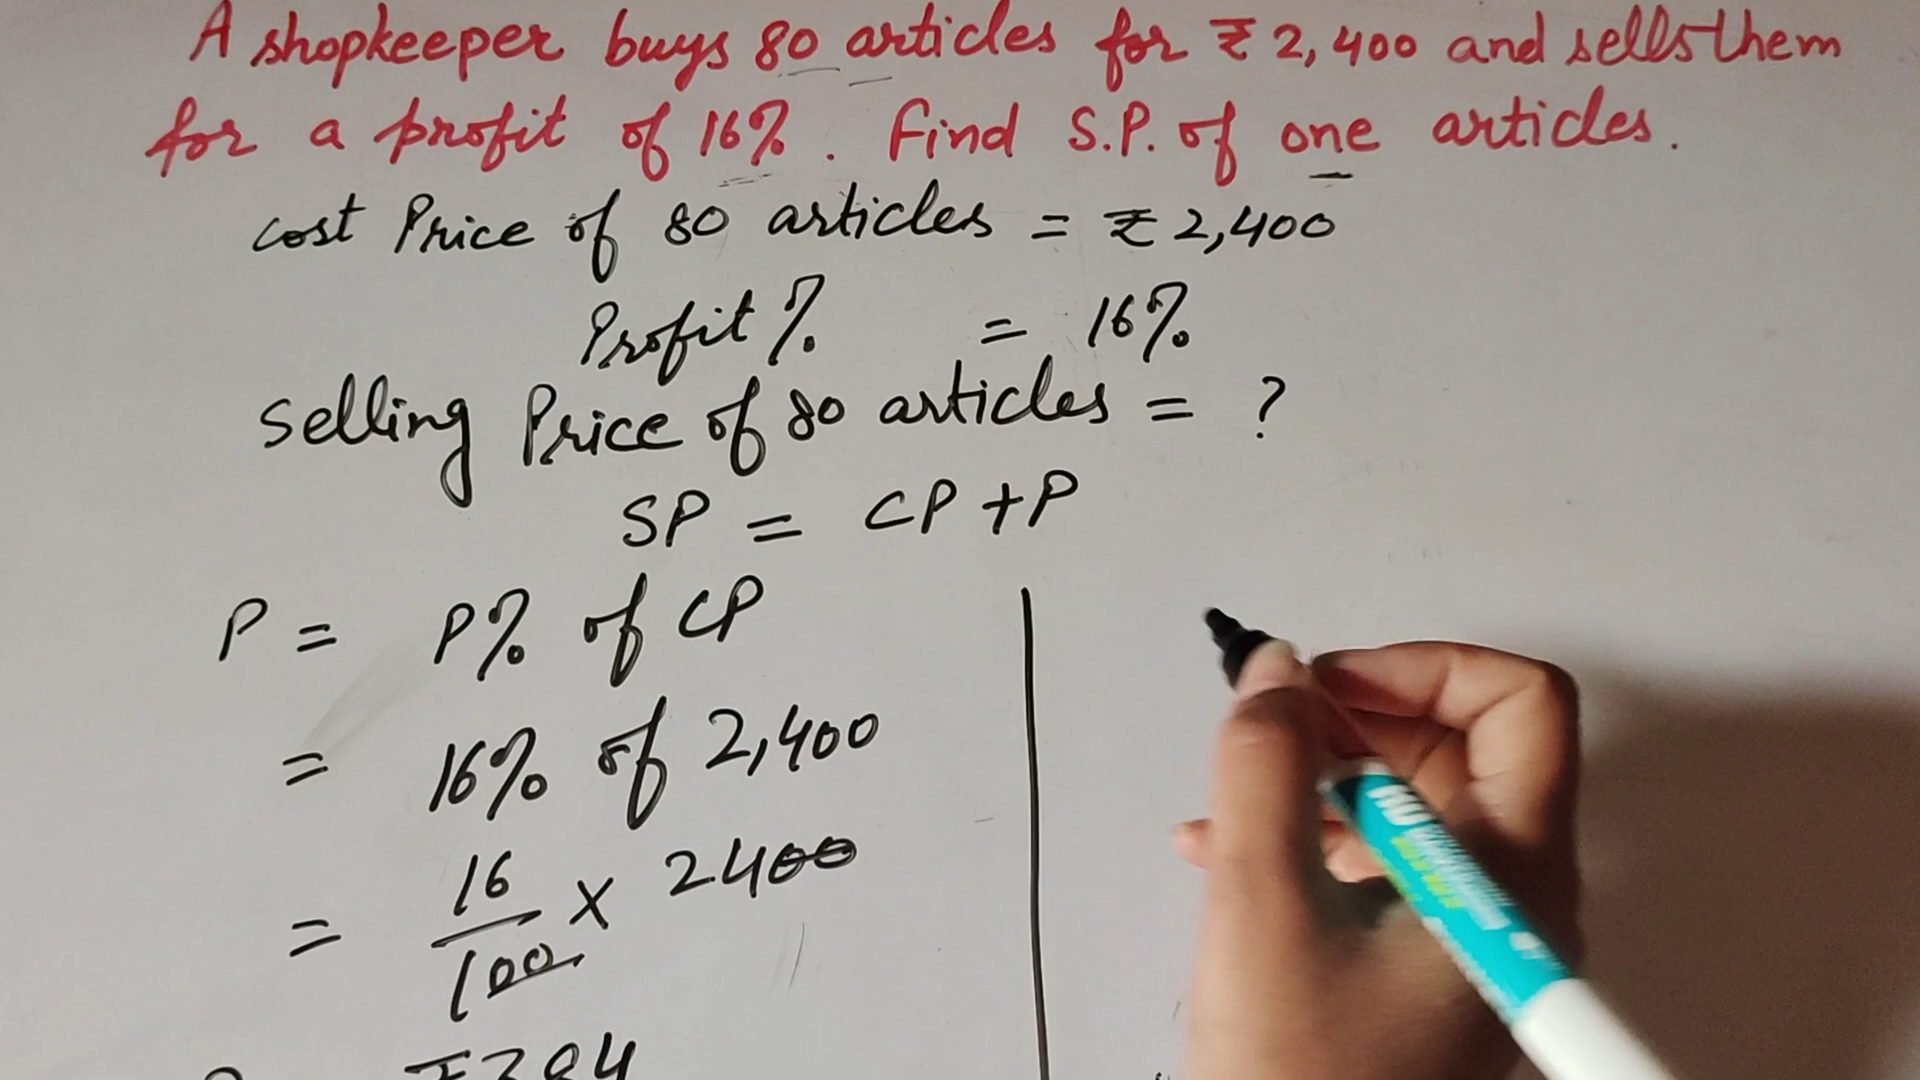 A shopkeeper buys 80 articles for ₹ 2,400 and sells them
for a profit of 16%. Find S.P. of one articles.
cost Price of 80 articles = ₹ 2,400
Profit % = 16%
Selling Price of 80 articles = ?
SP = CP + P
P = P% of CP
= 16% of 2,400
= 16/100 × 2400
₹384